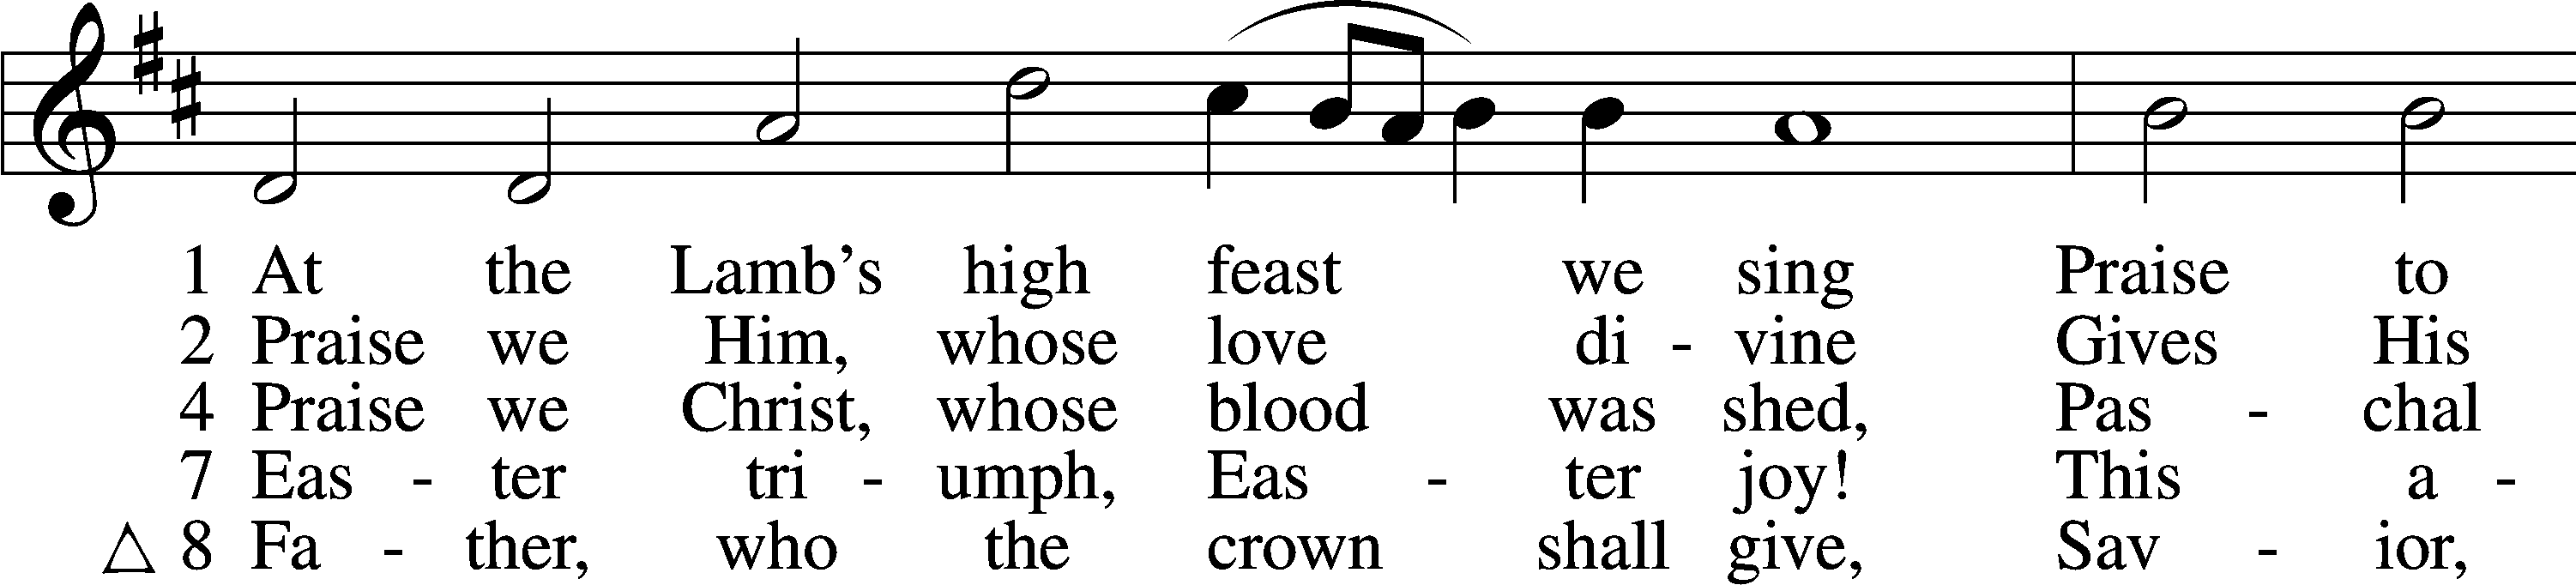 1 At the Lamb’s high feast we sing Praise to
2 Praise we Him, whose love di - vine Gives His
4 Praise we Christ, whose blood was shed, Pas - chal
7 Eas - ter tri - umph, Eas - ter joy! This a -
△ 8 Fa - ther, who the crown shall give, Sav - ior,